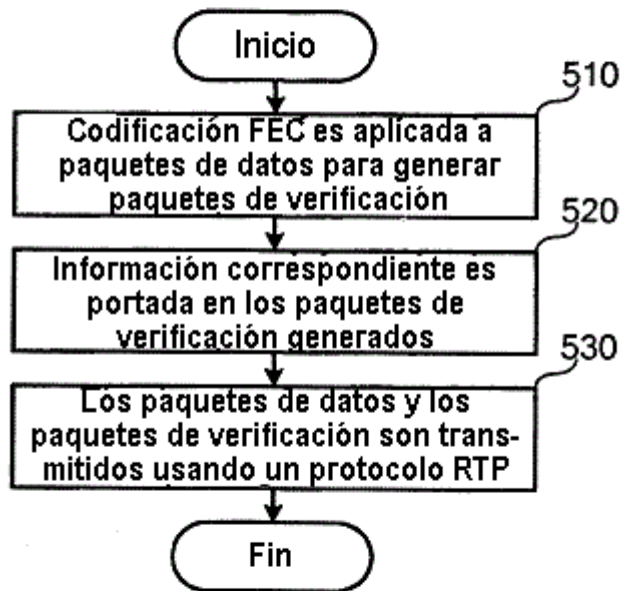 Inicio
510
Codificación FEC es aplicada a
paquetes de datos para generar
paquetes de verificación
520
Información correspondiente es
portada en los paquetes de
verificación generados
530
Los paquetes de datos y los
paquetes de verificación son trans-
mitidos usando un protocolo RTP
Fin